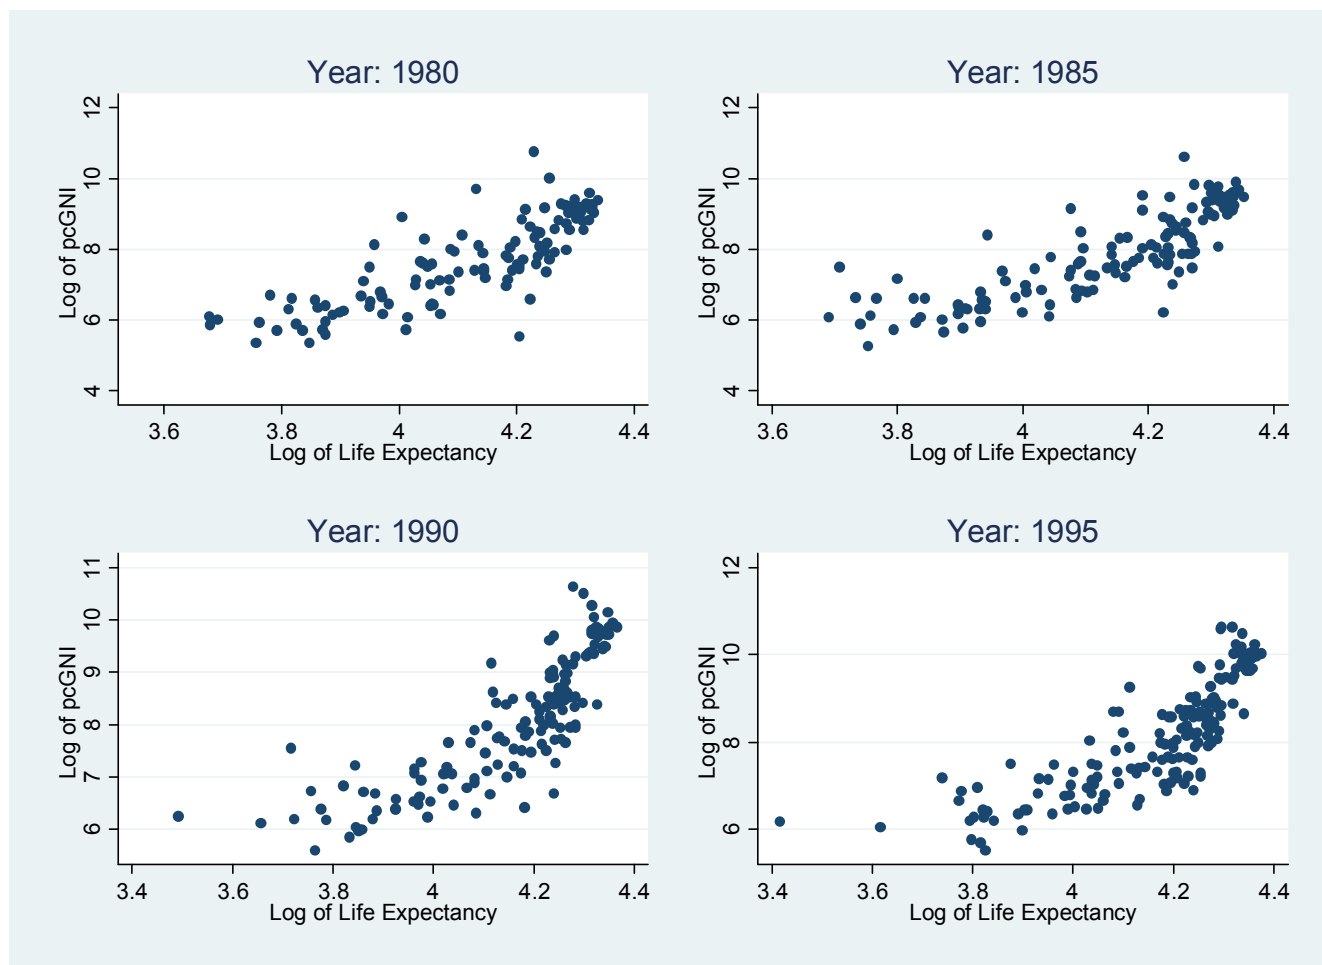 Year: 1980
Log of pcGNI
12
10
8
6
4
3.6 3.8 4 4.2 4.4
Log of Life Expectancy
Year: 1985
Log of pcGNI
12
10
8
6
4
3.6 3.8 4 4.2 4.4
Log of Life Expectancy
Year: 1990
Log of pcGNI
11
10
9
8
7
6
3.4 3.6 3.8 4 4.2 4.4
Log of Life Expectancy
Year: 1995
Log of pcGNI
12
10
8
6
3.4 3.6 3.8 4 4.2 4.4
Log of Life Expectancy